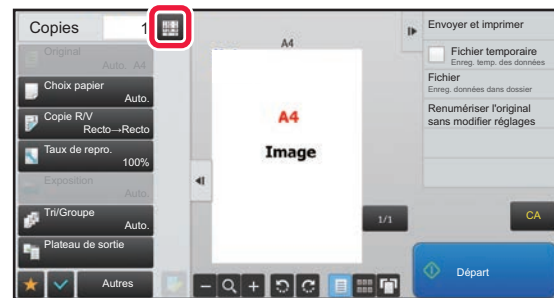 Copies 1
Original
Auto. A4
Choix papier
Auto.
Copie R/V
Recto→Recto
Taux de repro.
100%
Exposition
Auto.
Tri/Groupe
Auto.
Plateau de sortie
Autres
A4
A4
Image
1/1
Envoyer et imprimer
Fichier temporaire
Enreg. temp. des données
Fichier
Enreg. données dans dossier
Renumériser l'original
sans modifier réglages
CA
Départ